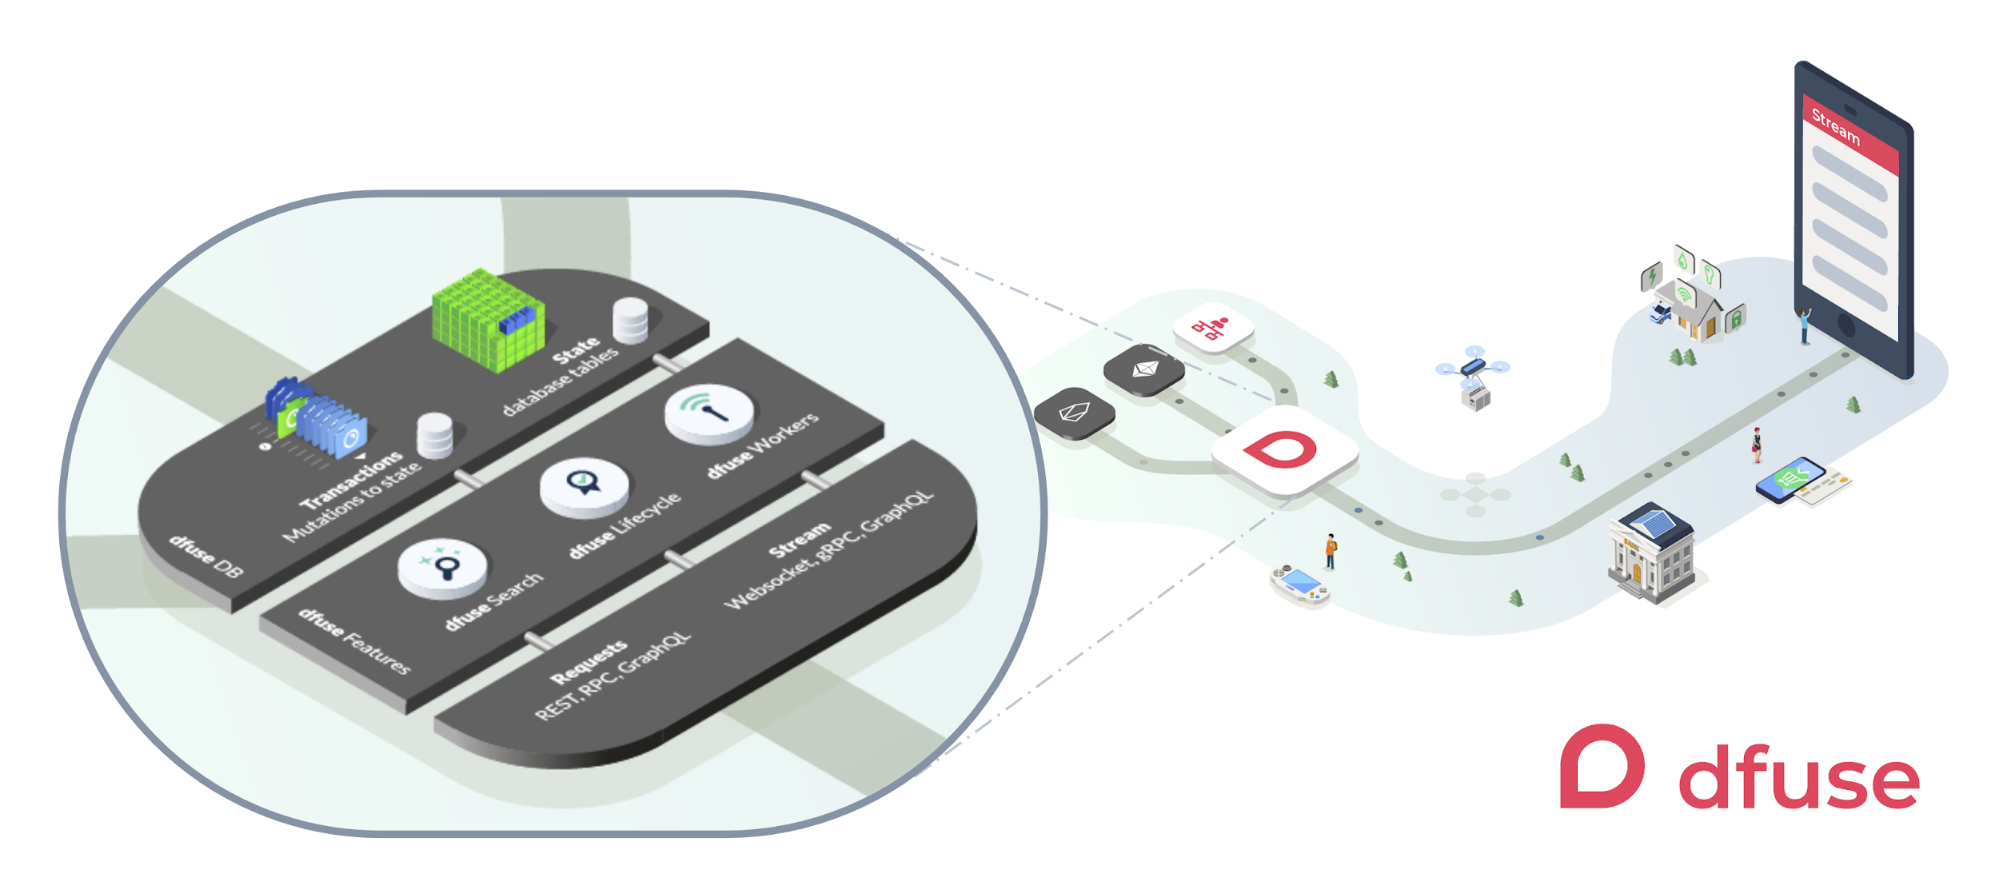 State
database tables
Transactions
Mutations to state
dfuse DB
dfuse Workers
dfuse Lifecycle
dfuse Search
dfuse Features
Stream
Websocket, gRPC, GraphQL
Requests
REST, RPC, GraphQL
Stream
BANK
dfuse